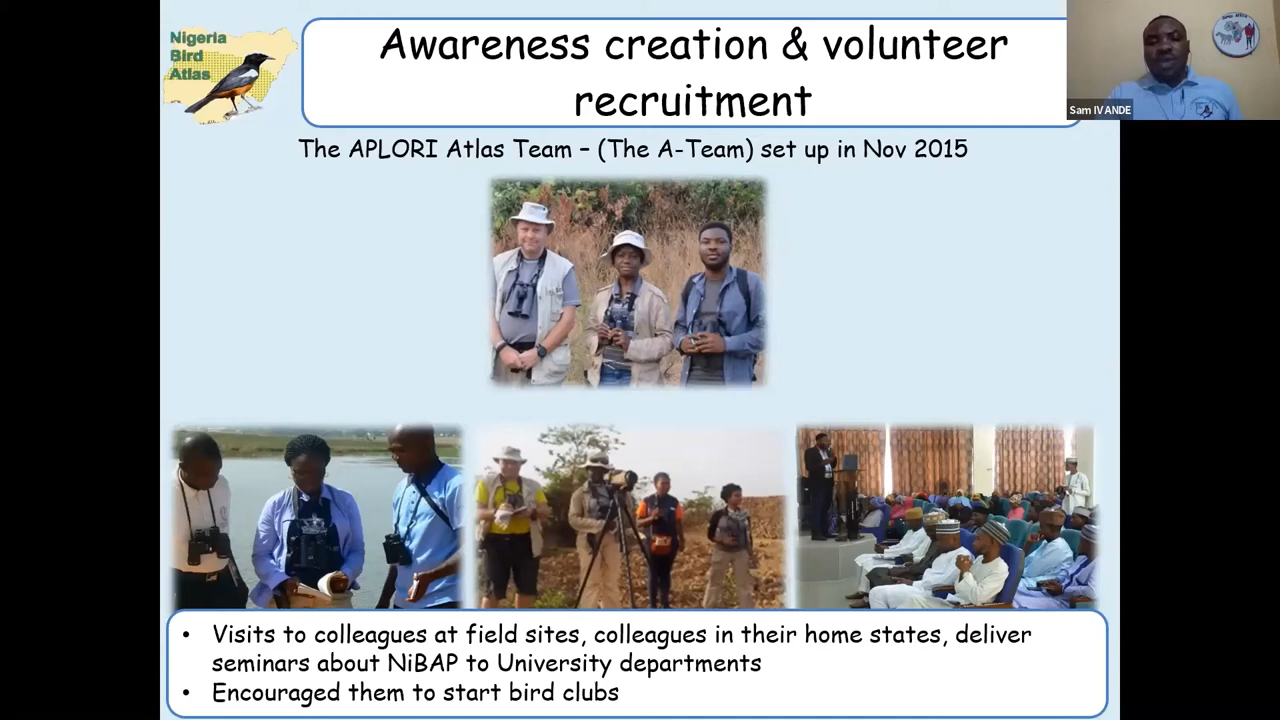 Nigeria
Bird
Atlas
Awareness creation & volunteer
recruitment
Sam IVANDE
The APLORI Atlas Team – (The A-Team) set up in Nov 2015
• Visits to colleagues at field sites, colleagues in their home states, deliver
seminars about NiBAP to University departments
• Encouraged them to start bird clubs